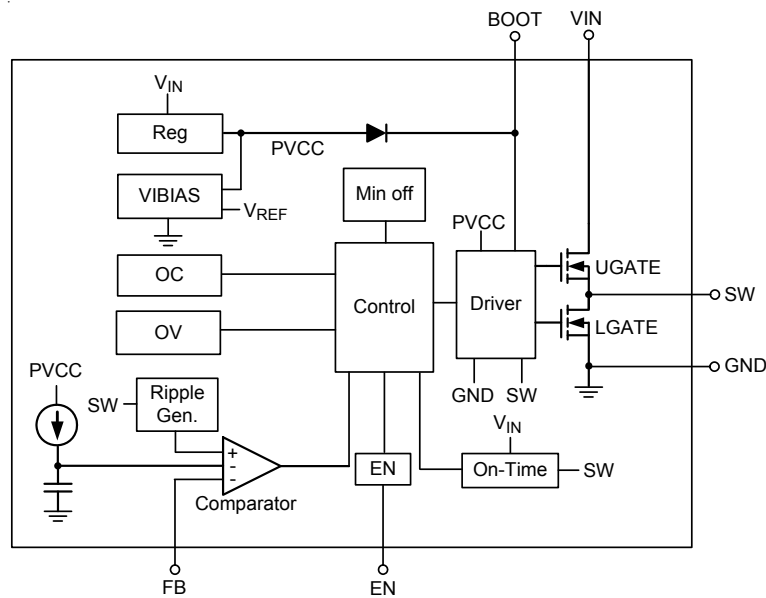 BOOT VIN
VIN
Reg
PVCC
VIBIAS
VREF
Min off
PVCC
OC
Control
Driver
UGATE
SW
OV
LGATE
PVCC
GND
SW
Ripple
Gen.
GND SW
VIN
+
-
-
EN
On-Time
SW
Comparator
FB
EN